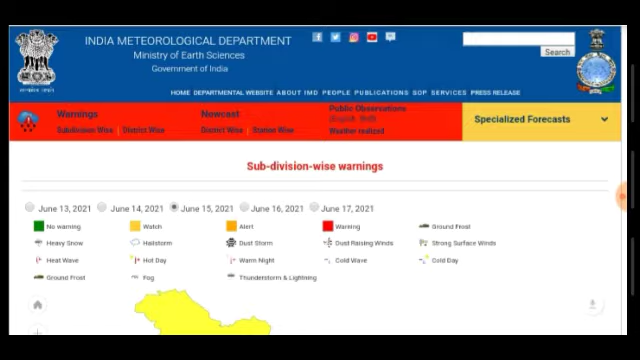 INDIA METEOROLOGICAL DEPARTMENT
Ministry of Earth Sciences
Government of India
Search
HOME DEPARTMENTAL WEBSITE ABOUT IMD PEOPLE PUBLICATIONS SOP SERVICES PRESS RELEASE
Warnings
Subdivision Wise | District Wise
Nowcast
District Wise | Station Wise
Public Observations
Weather realized
Specialized Forecasts
Sub-division-wise warnings
June 13, 2021 June 14, 2021 June 15, 2021 June 16, 2021 June 17, 2021
No warning Watch Alert Warning Ground Frost
Heavy Snow Hailstorm Dust Storm Dust Raising Winds Strong Surface Winds
Heat Wave Hot Day Warm Night Cold Wave Cold Day
Ground Frost Fog Thunderstorm & Lightning